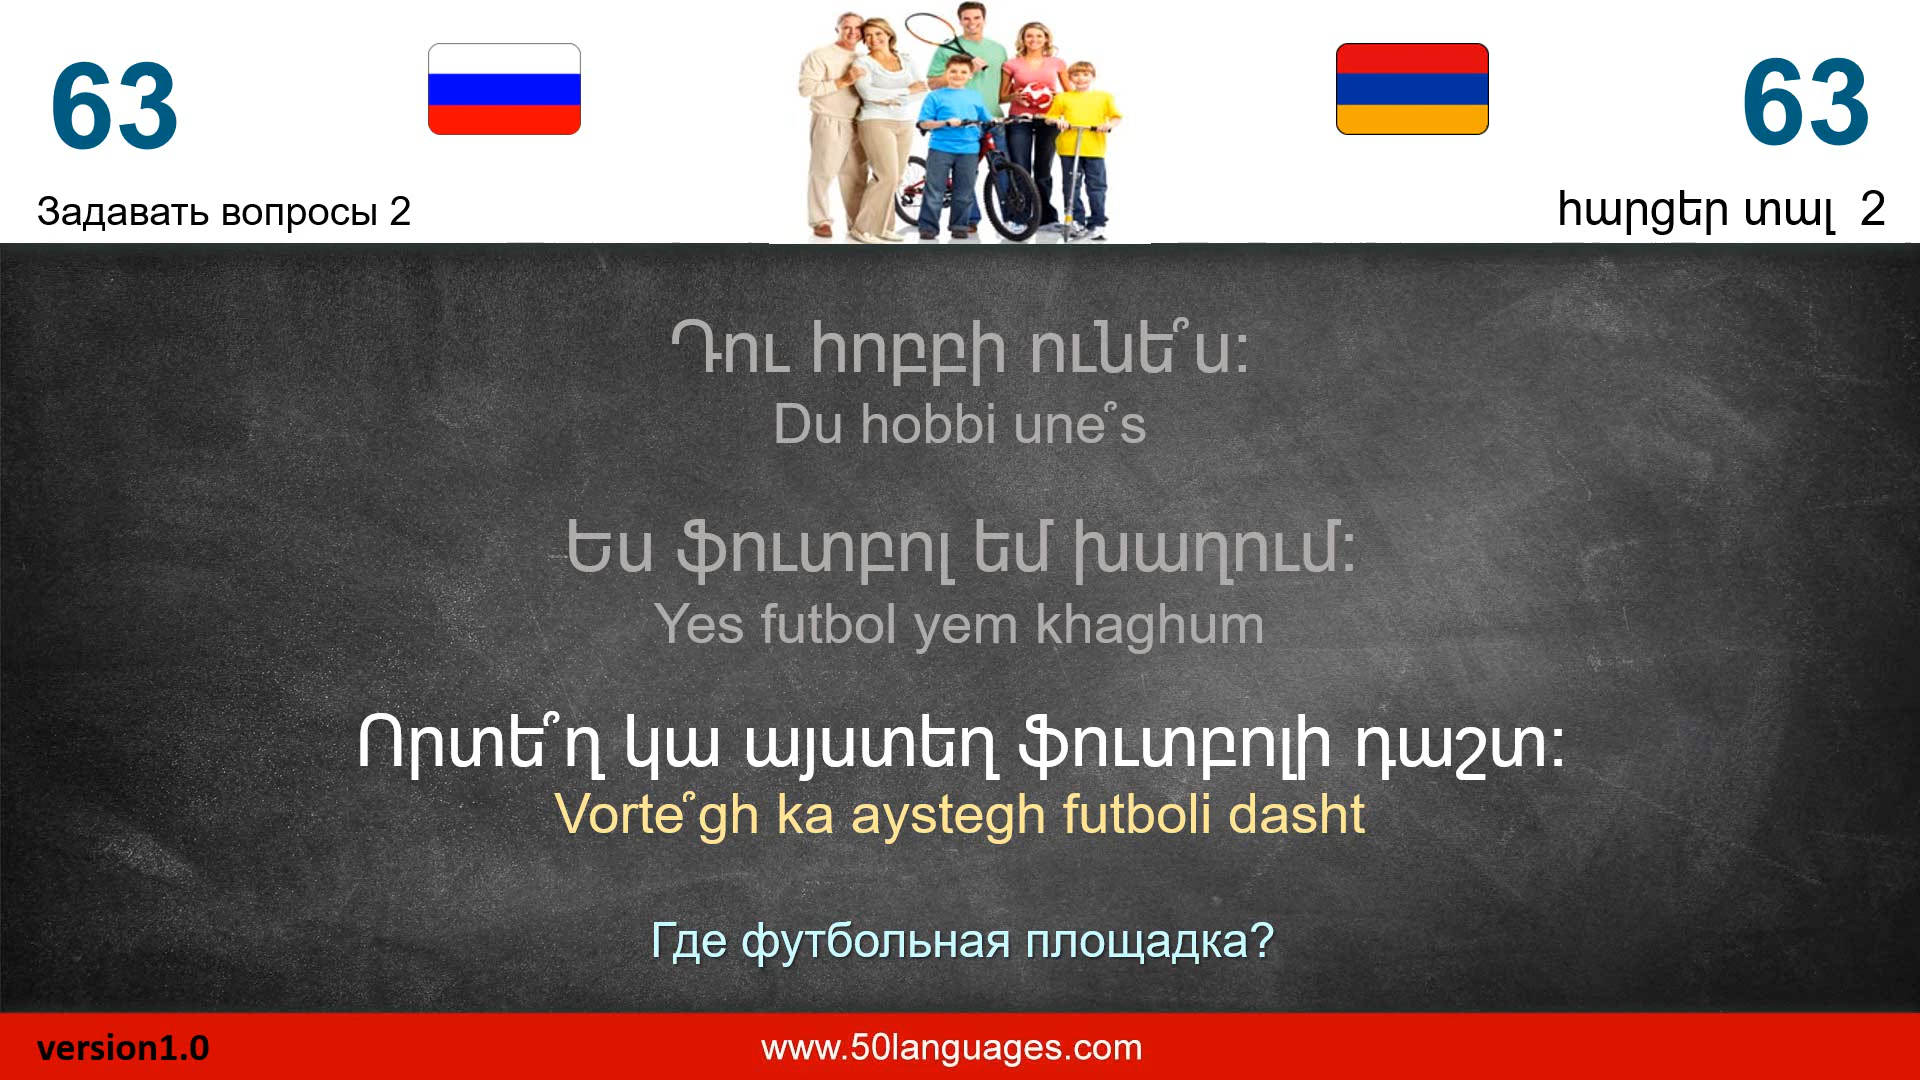 63
63
Задавать вопросы 2
հարցեր տալ 2
Դու հոբբի ունե՞ս:
Du hobbi une՞s
Ես ֆուտբոլ եմ խաղում:
Yes futbol yem khaghum
Որտե՞ղ կա այստեղ ֆուտբոլի դաշտ:
Vorte՞gh ka aystegh futboli dasht
Где футбольная площадка?
version1.0
www.50languages.com